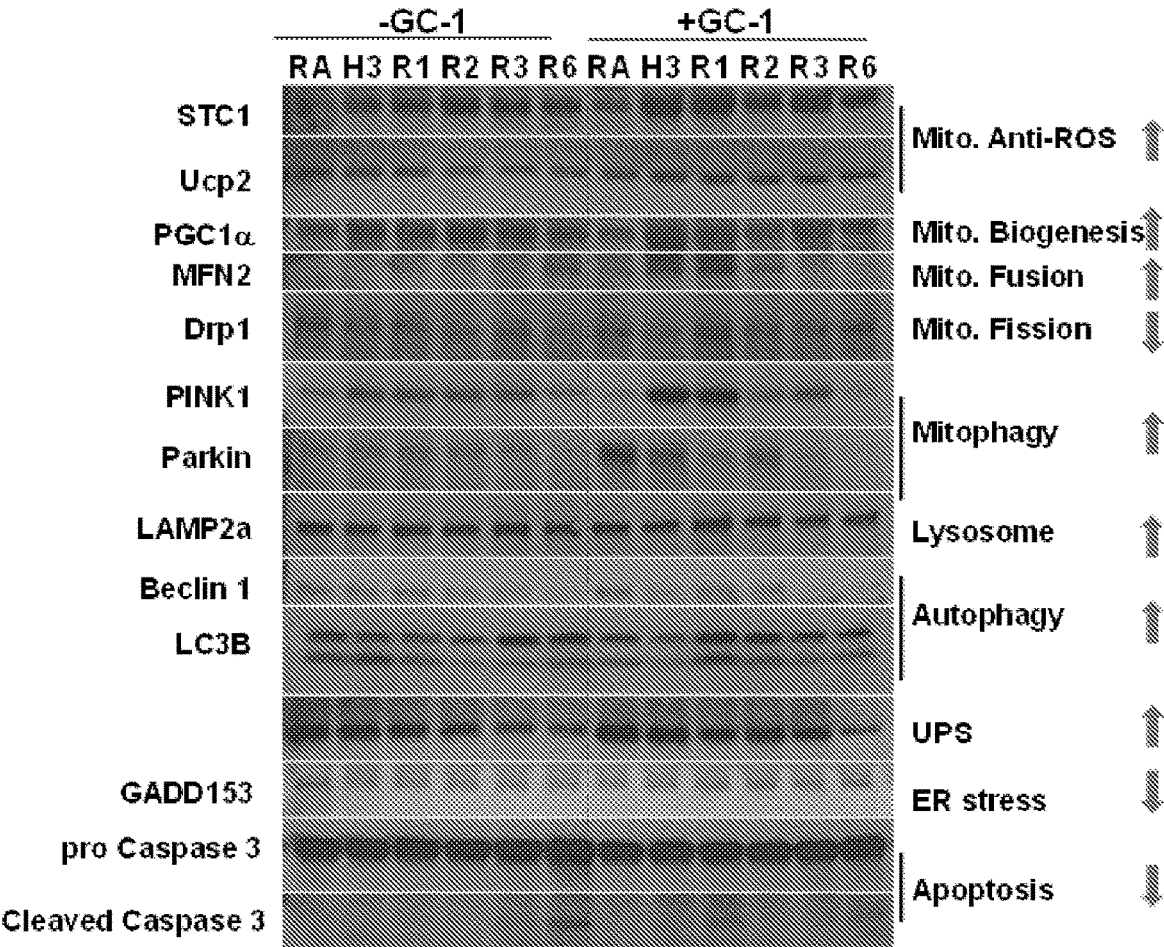 -GC-1 +GC-1
RA H3 R1 R2 R3 R6 RA H3 R1 R2 R3 R6
STC1
Mito. Anti-ROS
Ucp2
PGC1α Mito. Biogenesis
MFN2 Mito. Fusion
Drp1 Mito. Fission
PINK1
Mitophagy
Parkin
LAMP2a Lysosome
Beclin 1
Autophagy
LC3B
UPS
GADD153 ER stress
pro Caspase 3
Apoptosis
Cleaved Caspase 3